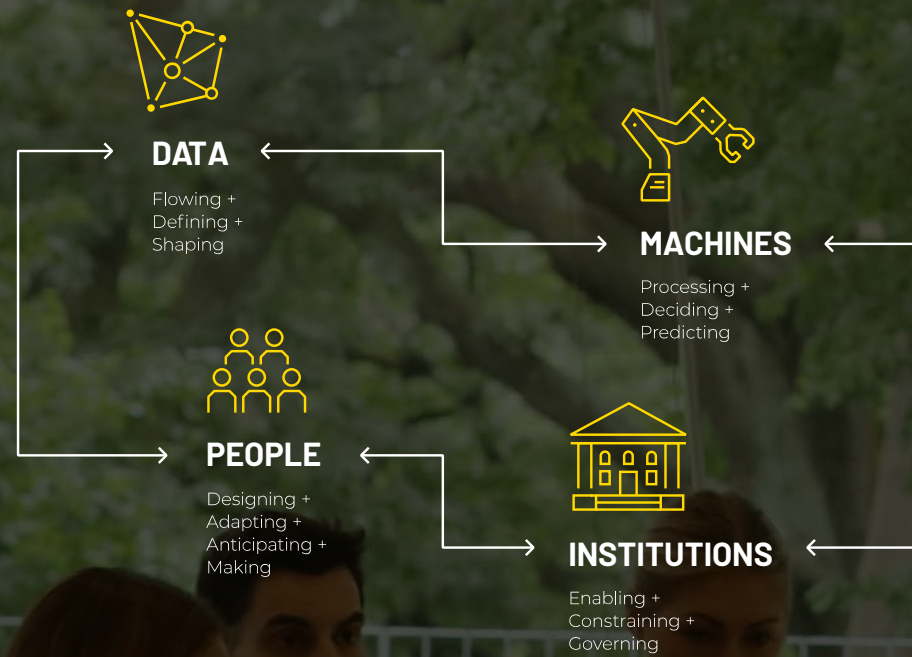 DATA
Flowing +
Defining +
Shaping
MACHINES
Processing +
Deciding +
Predicting
PEOPLE
Designing +
Adapting +
Anticipating +
Making
INSTITUTIONS
Enabling +
Constraining +
Governing